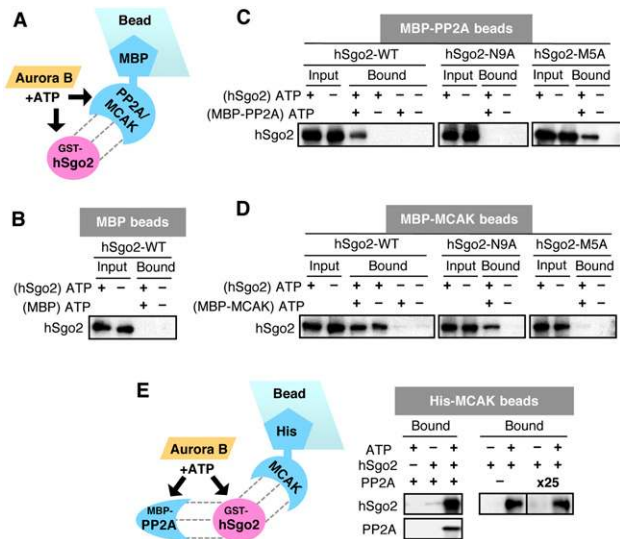 A
Bead
MBP
Aurora B
+ATP
PP2A/
MCAK
GST-
hSgo2
B
MBP beads
hSgo2-WT
Input Bound
(hSgo2) ATP + − + −
(MBP) ATP + −
hSgo2
C
MBP-PP2A beads
hSgo2-WT hSgo2-N9A hSgo2-M5A
Input Bound Input Bound Input Bound
(hSgo2) ATP + − + + − − + − + − + − + −
(MBP-PP2A) ATP + − + − + − + −
hSgo2
D
MBP-MCAK beads
hSgo2-WT hSgo2-N9A hSgo2-M5A
Input Bound Input Bound Input Bound
(hSgo2) ATP + − + + − − + − + − + − + −
(MBP-MCAK) ATP + − + − + − + −
hSgo2
E
Bead
His
Aurora B
+ATP
MCAK
MBP-
PP2A
GST-
hSgo2
His-MCAK beads
Bound Bound
ATP + − + − + − +
hSgo2 − + + + + + +
PP2A + + + − x25
hSgo2
PP2A